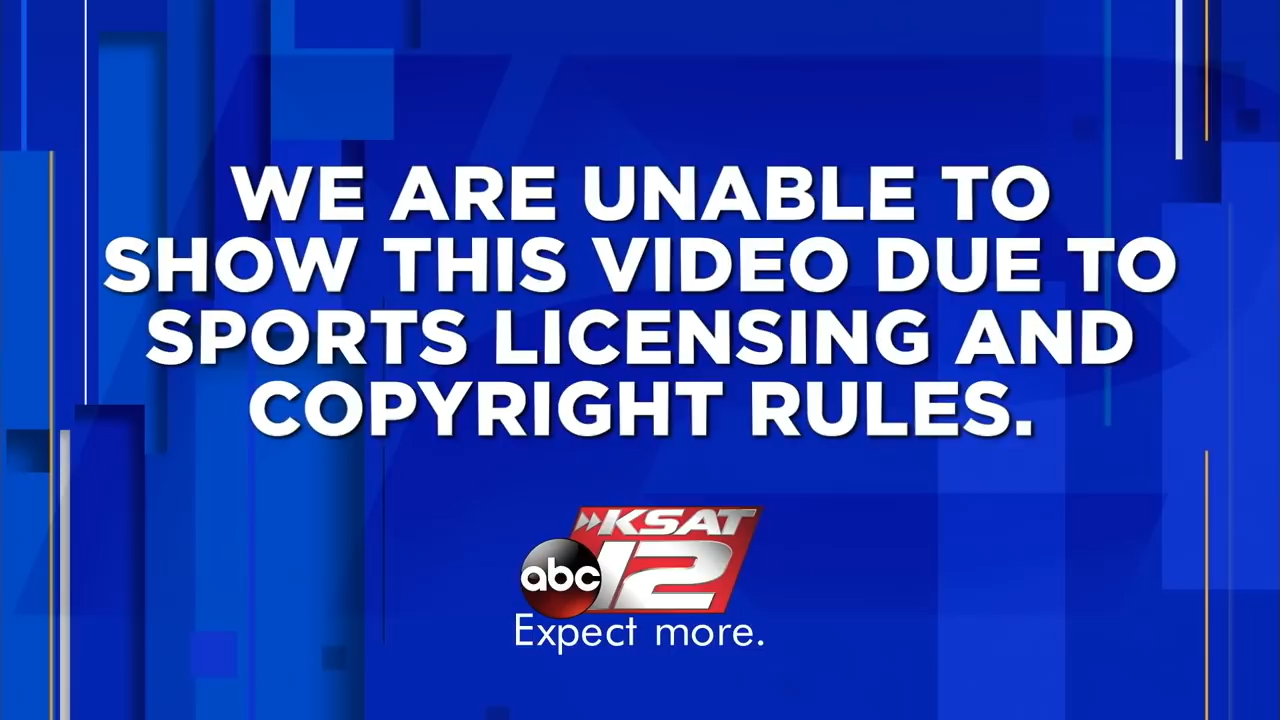 WE ARE UNABLE TO
SHOW THIS VIDEO DUE TO
SPORTS LICENSING AND
COPYRIGHT RULES.
KSAT
abc 12
Expect more.